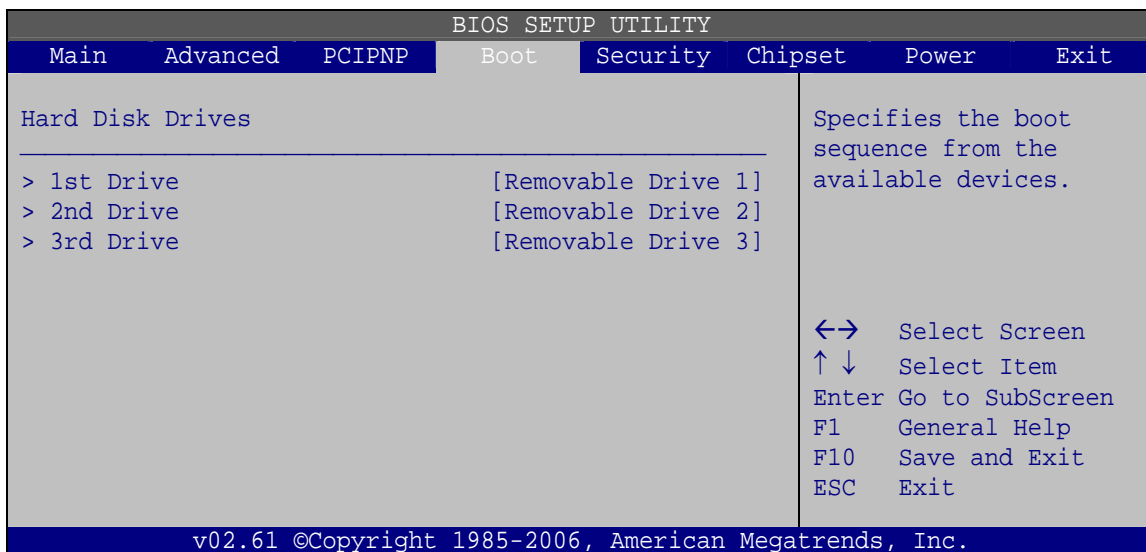 BIOS SETUP UTILITY
Main Advanced PCIPNP Boot Security Chipset Power Exit
Hard Disk Drives
> 1st Drive [Removable Drive 1]
> 2nd Drive [Removable Drive 2]
> 3rd Drive [Removable Drive 3]
Specifies the boot
sequence from the
available devices.
←→ Select Screen
↑ ↓ Select Item
Enter Go to SubScreen
F1 General Help
F10 Save and Exit
ESC Exit
v02.61 ©Copyright 1985-2006, American Megatrends, Inc.